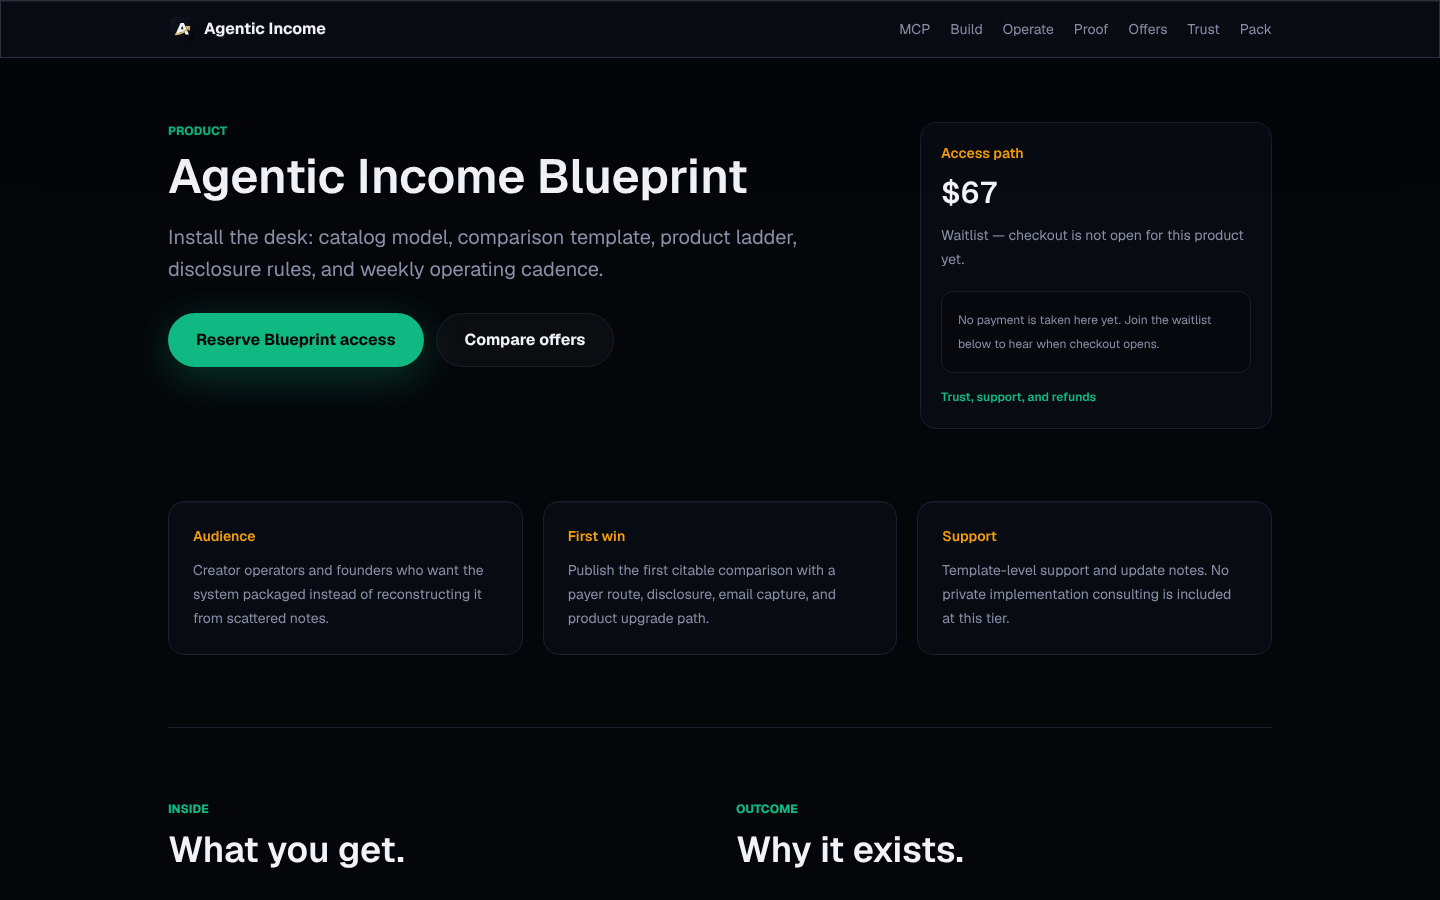 Agentic Income
MCP Build Operate Proof Offers Trust Pack
PRODUCT
Agentic Income Blueprint
Install the desk: catalog model, comparison template, product ladder,
disclosure rules, and weekly operating cadence.
Reserve Blueprint access
Compare offers
Access path
$67
Waitlist — checkout is not open for this product
yet.
No payment is taken here yet. Join the waitlist
below to hear when checkout opens.
Trust, support, and refunds
Audience
Creator operators and founders who want the
system packaged instead of reconstructing it
from scattered notes.
First win
Publish the first citable comparison with a
payer route, disclosure, email capture, and
product upgrade path.
Support
Template-level support and update notes. No
private implementation consulting is included
at this tier.
INSIDE
What you get.
OUTCOME
Why it exists.